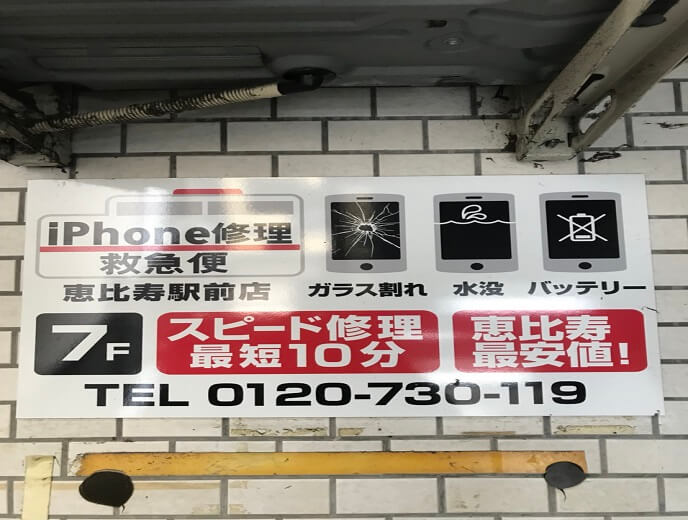 iPhone修理
救急便
恵比寿駅前店
ガラス割れ 水没 バッテリー
7F
スピード修理
最短10分
恵比寿
最安値!
TEL 0120-730-119